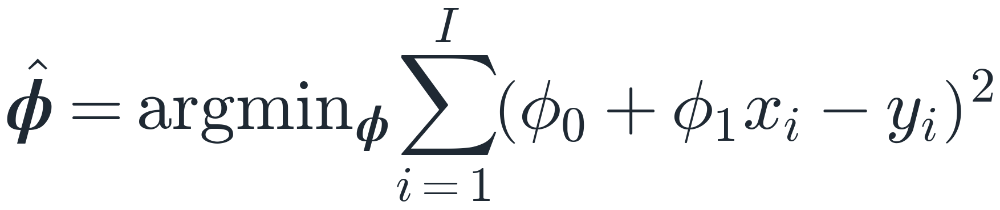 $\hat{\boldsymbol{\phi}} = \mathrm{argmin}_{\boldsymbol{\phi}} \sum_{i=1}^{I} (\phi_0 + \phi_1 x_i - y_i)^2$